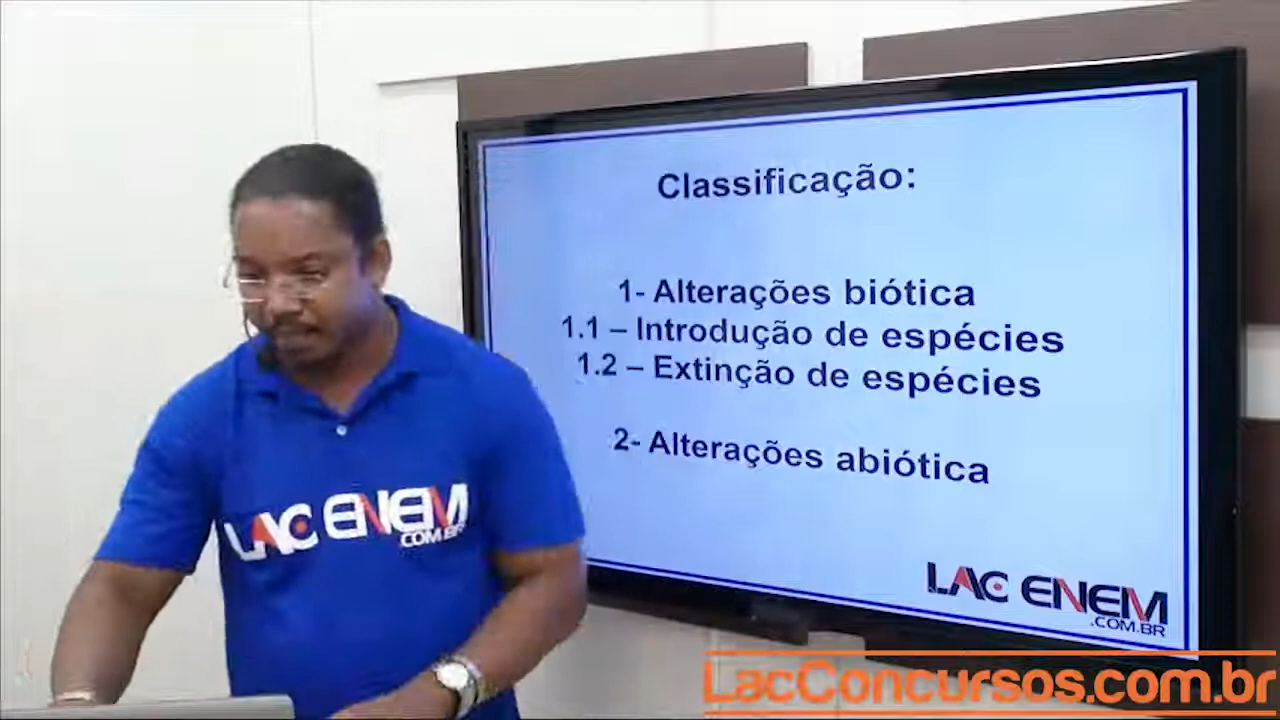 Classificação:
1- Alterações biótica
1.1 – Introdução de espécies
1.2 – Extinção de espécies
2- Alterações abiótica
LAC ENEM
.COM.BR
LAC ENEM
.COM.BR
LacConcursos.com.br